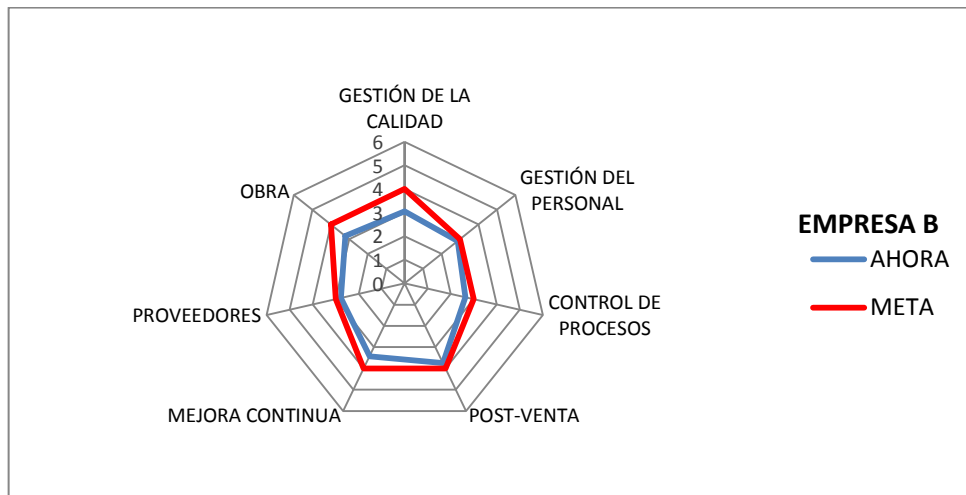 GESTIÓN DE LA
CALIDAD
6
5
4
3
2
1
0
GESTIÓN DEL
PERSONAL
CONTROL DE
PROCESOS
POST-VENTA
MEJORA CONTINUA
PROVEEDORES
OBRA
EMPRESA B
AHORA
META